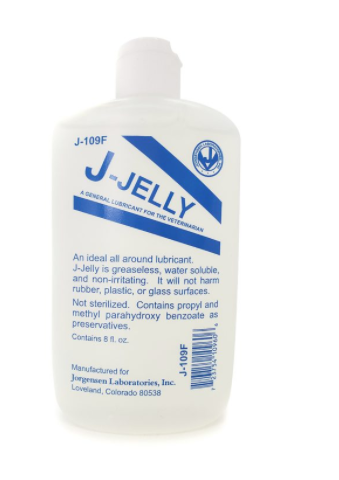 J-109F
J-JELLY
A GENERAL LUBRICANT FOR THE VETERINARIAN
An ideal all around lubricant.
J-Jelly is greaseless, water soluble,
and non-irritating. It will not harm
rubber, plastic, or glass surfaces.
Not sterilized. Contains propyl and
methyl parahydroxy benzoate as
preservatives.
Contains 8 fl. oz.
Manufactured for
Jorgensen Laboratories, Inc.
Loveland, Colorado 80538
J-109F